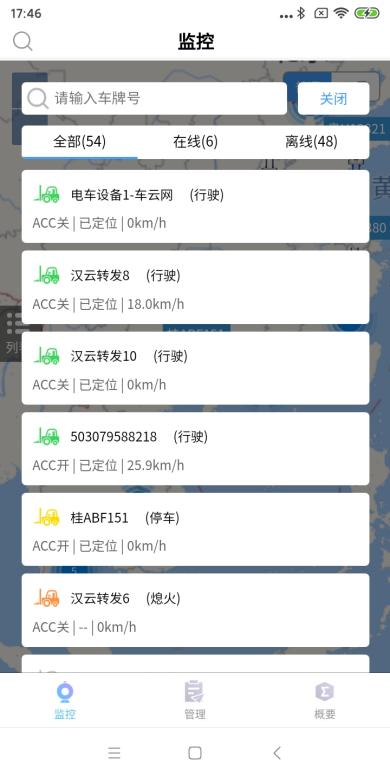 17:46
监控
请输入车牌号
关闭
全部(54)
在线(6)
离线(48)
电车设备1-车云网 (行驶)
ACC关 | 已定位 | 0km/h
汉云转发8 (行驶)
ACC关 | 已定位 | 18.0km/h
汉云转发10 (行驶)
ACC关 | 已定位 | 0km/h
503079588218 (行驶)
ACC开 | 已定位 | 25.9km/h
桂ABF151 (停车)
ACC开 | 已定位 | 0km/h
汉云转发6 (熄火)
ACC关 | -- | 0km/h
监控
管理
概要